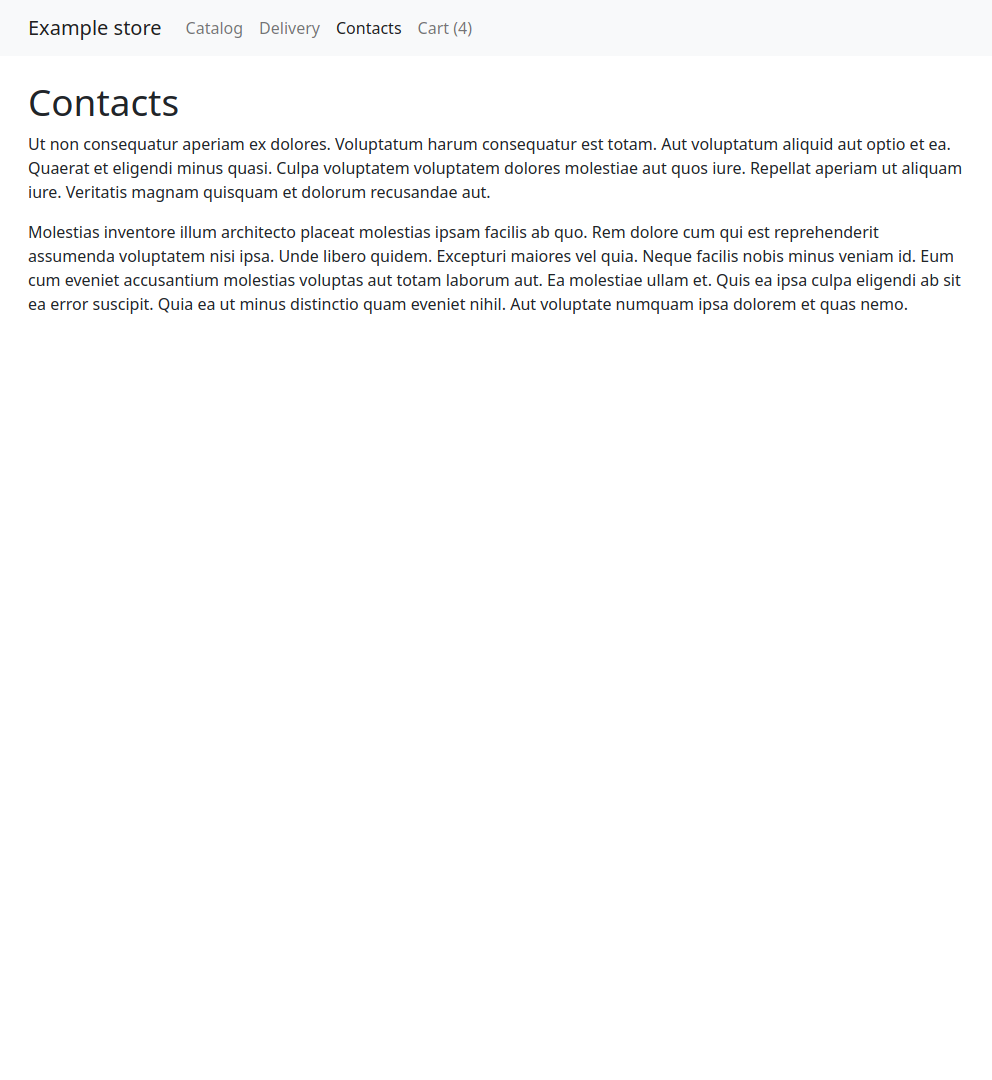 Example store Catalog Delivery Contacts Cart (4)
Contacts
Ut non consequatur aperiam ex dolores. Voluptatum harum consequatur est totam. Aut voluptatum aliquid aut optio et ea.
Quaerat et eligendi minus quasi. Culpa voluptatem voluptatem dolores molestiae aut quos iure. Repellat aperiam ut aliquam
iure. Veritatis magnam quisquam et dolorum recusandae aut.
Molestias inventore illum architecto placeat molestias ipsam facilis ab quo. Rem dolore cum qui est reprehenderit
assumenda voluptatem nisi ipsa. Unde libero quidem. Excepturi maiores vel quia. Neque facilis nobis minus veniam id. Eum
cum eveniet accusantium molestias voluptas aut totam laborum aut. Ea molestiae ullam et. Quis ea ipsa culpa eligendi ab sit
ea error suscipit. Quia ea ut minus distinctio quam eveniet nihil. Aut voluptate numquam ipsa dolorem et quas nemo.